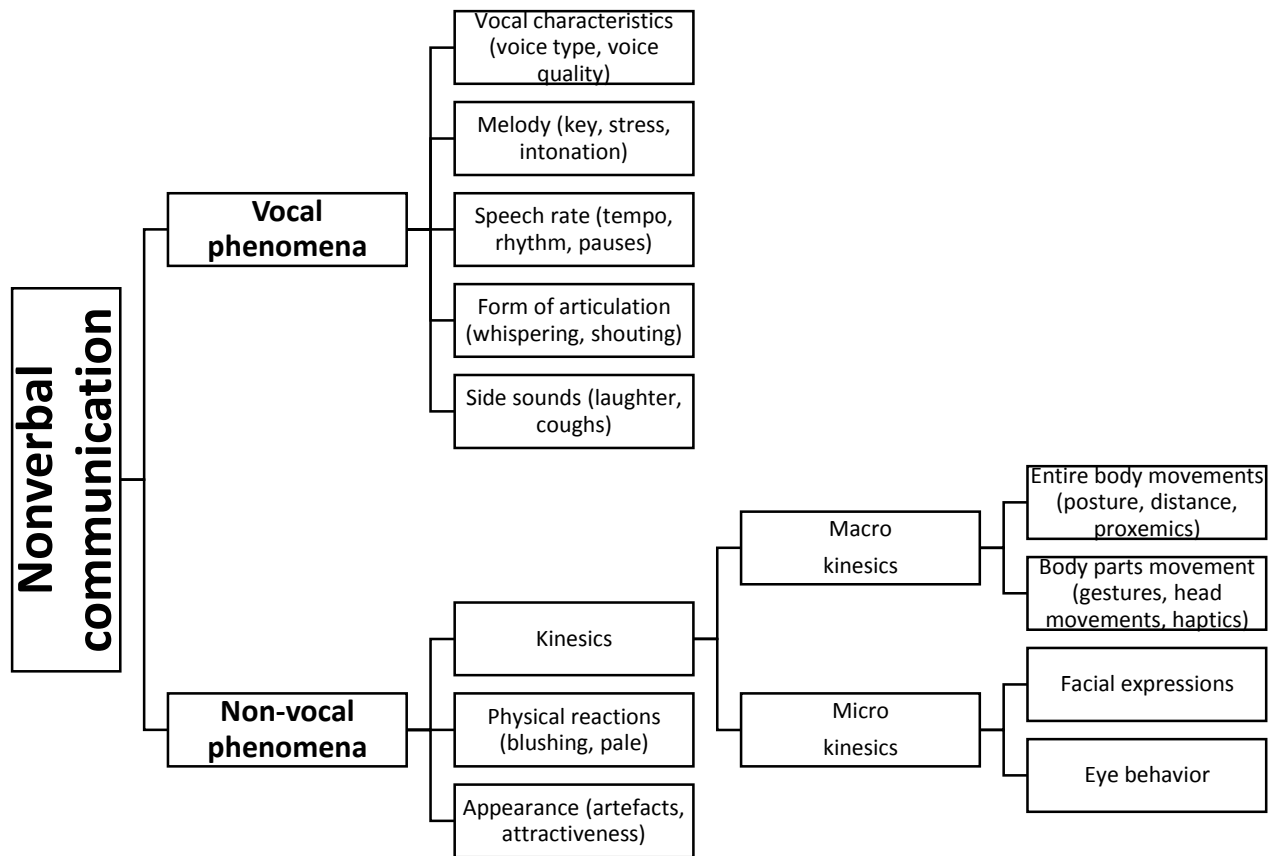 Nonverbal
communication
Vocal
phenomena
Vocal characteristics
(voice type, voice
quality)
Melody (key, stress,
intonation)
Speech rate (tempo,
rhythm, pauses)
Form of articulation
(whispering, shouting)
Side sounds (laughter,
coughs)
Non-vocal
phenomena
Kinesics
Macro
kinesics
Entire body movements
(posture, distance,
proxemics)
Body parts movement
(gestures, head
movements, haptics)
Micro
kinesics
Facial expressions
Eye behavior
Physical reactions
(blushing, pale)
Appearance (artefacts,
attractiveness)